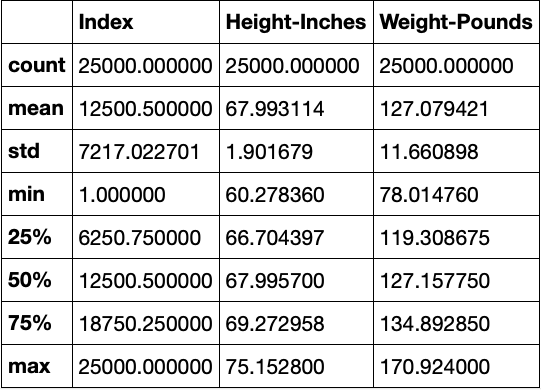 Index Height-Inches Weight-Pounds
count 25000.000000 25000.000000 25000.000000
mean 12500.500000 67.993114 127.079421
std 7217.022701 1.901679 11.660898
min 1.000000 60.278360 78.014760
25% 6250.750000 66.704397 119.308675
50% 12500.500000 67.995700 127.157750
75% 18750.250000 69.272958 134.892850
max 25000.000000 75.152800 170.924000